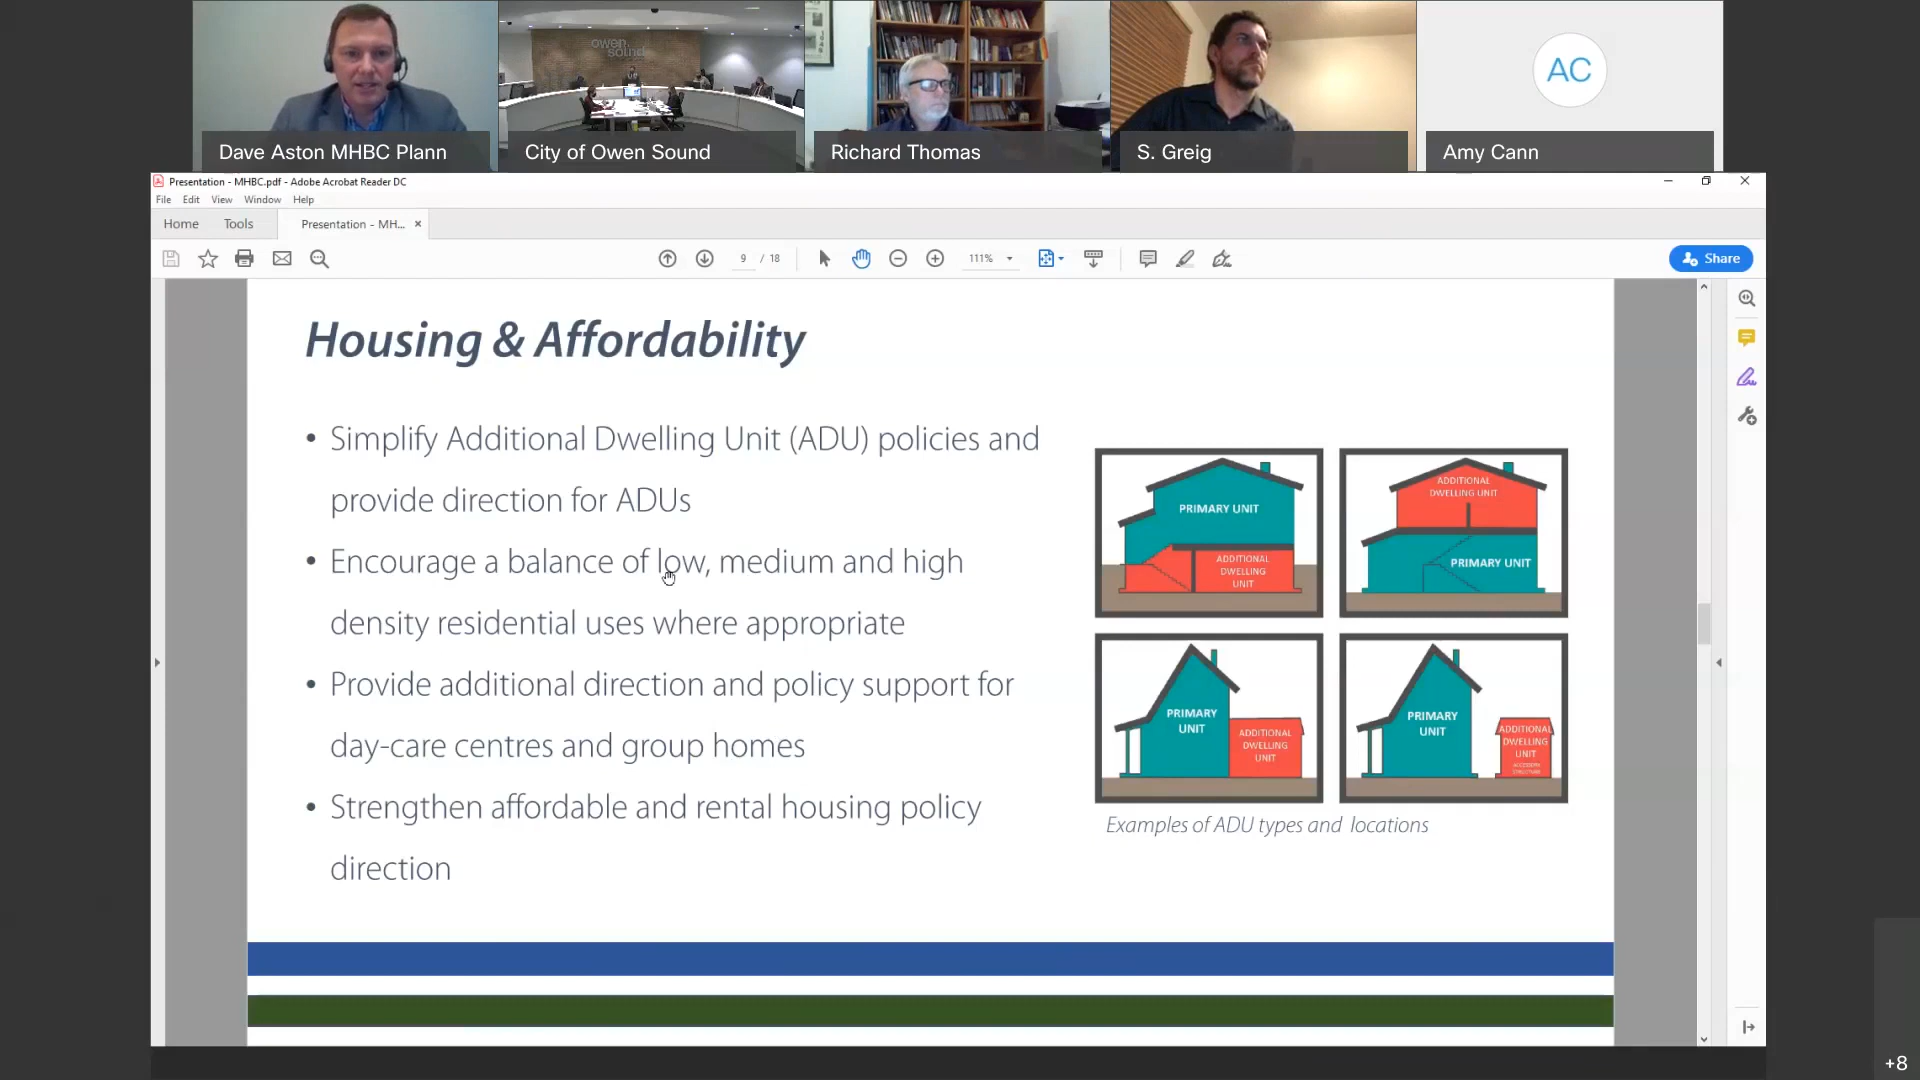 owen
sound
AC
Dave Aston MHBC Plann
City of Owen Sound
Richard Thomas
S. Greig
Amy Cann
Presentation - MHBC.pdf - Adobe Acrobat Reader DC
File Edit View Window Help
Home Tools Presentation - MH... ×
9 / 18 111% Share
Housing & Affordability
• Simplify Additional Dwelling Unit (ADU) policies and
provide direction for ADUs
• Encourage a balance of low, medium and high
density residential uses where appropriate
• Provide additional direction and policy support for
day-care centres and group homes
• Strengthen affordable and rental housing policy
direction
PRIMARY UNIT
ADDITIONAL
DWELLING
UNIT
ADDITIONAL
DWELLING UNIT
PRIMARY UNIT
PRIMARY
UNIT
ADDITIONAL
DWELLING
UNIT
PRIMARY
UNIT
ADDITIONAL
DWELLING
UNIT
ACCESSORY
STRUCTURE
Examples of ADU types and locations
+8